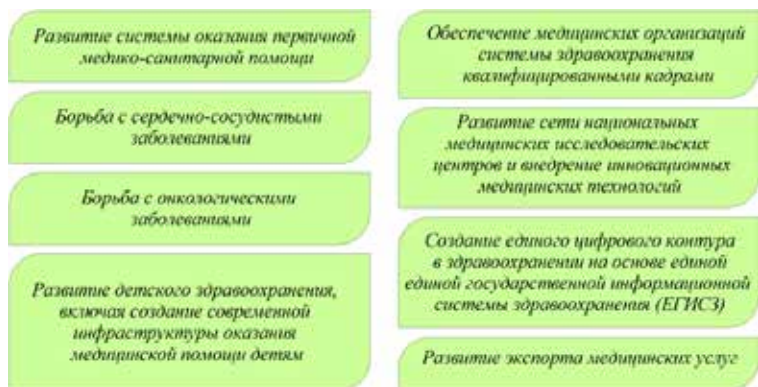 Развитие системы оказания первичной
медико-санитарной помощи
Борьба с сердечно-сосудистыми
заболеваниями
Борьба с онкологическими
заболеваниями
Развитие детского здравоохранения,
включая создание современной
инфраструктуры оказания
медицинской помощи детям
Обеспечение медицинских организаций
системы здравоохранения
квалифицированными кадрами
Развитие сети национальных
медицинских исследовательских
центров и внедрение инновационных
медицинских технологий
Создание единого цифрового контура
в здравоохранении на основе единой
единой государственной информационной
системы здравоохранения (ЕГИСЗ)
Развитие экспорта медицинских услуг